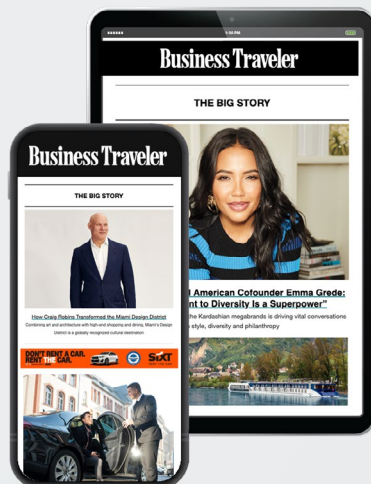 Business Traveler
THE BIG STORY
l American Cofounder Emma Grede:
nt to Diversity Is a Superpower”
the Kardashian megabrands is driving vital conversations
style, diversity and philanthropy
Business Traveler
THE BIG STORY
How Craig Robins Transformed the Miami Design District
Combining art and architecture with high-end shopping and dining, Miami's Design
District is a globally recognized cultural destination
DON'T RENT A CAR.
RENT THE CAR.
SIXT
RENT THE CAR